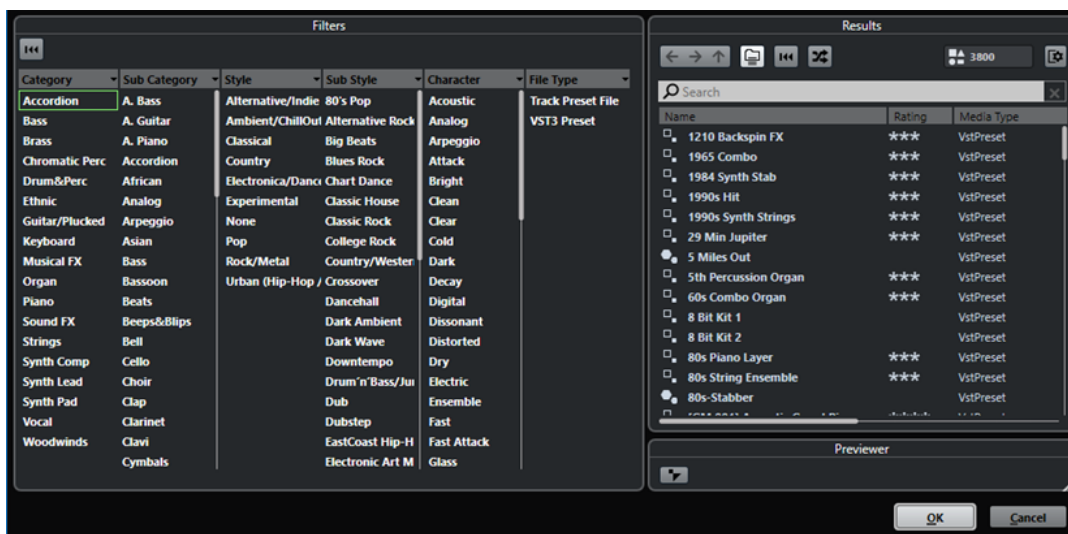 Filters
Category Sub Category Style Sub Style Character File Type
Accordion A. Bass Alternative/Indie 80's Pop Acoustic Track Preset File
Bass A. Guitar Ambient/ChillOut Alternative Rock Analog VST3 Preset
Brass A. Piano Classical Big Beats Arpeggio
Chromatic Perc Accordion Country Blues Rock Attack
Drum&Perc African Electronica/Danc Chart Dance Bright
Ethnic Analog Experimental Classic House Clean
Guitar/Plucked Arpeggio None Classic Rock Clear
Keyboard Asian Pop College Rock Cold
Musical FX Bass Rock/Metal Country/Wester Dark
Organ Bassoon Urban (Hip-Hop / Crossover Decay
Piano Beats Dancehall Digital
Sound FX Beeps&Blips Dark Ambient Dissonant
Strings Bell Dark Wave Distorted
Synth Comp Cello Downtempo Dry
Synth Lead Choir Drum´n´Bass/Jun Electric
Synth Pad Clap Dub Ensemble
Vocal Clarinet Dubstep Fast
Woodwinds Clavi EastCoast Hip-H Fast Attack
Cymbals Electronic Art M Glass
Results
3800
Search
Name Rating Media Type
1210 Backspin FX *** VstPreset
1965 Combo *** VstPreset
1984 Synth Stab *** VstPreset
1990s Hit *** VstPreset
1990s Synth Strings *** VstPreset
29 Min Jupiter *** VstPreset
5 Miles Out VstPreset
5th Percussion Organ *** VstPreset
60s Combo Organ *** VstPreset
8 Bit Kit 1 VstPreset
8 Bit Kit 2 VstPreset
80s Piano Layer *** VstPreset
80s String Ensemble *** VstPreset
80s-Stabber VstPreset
Previewer
OK Cancel